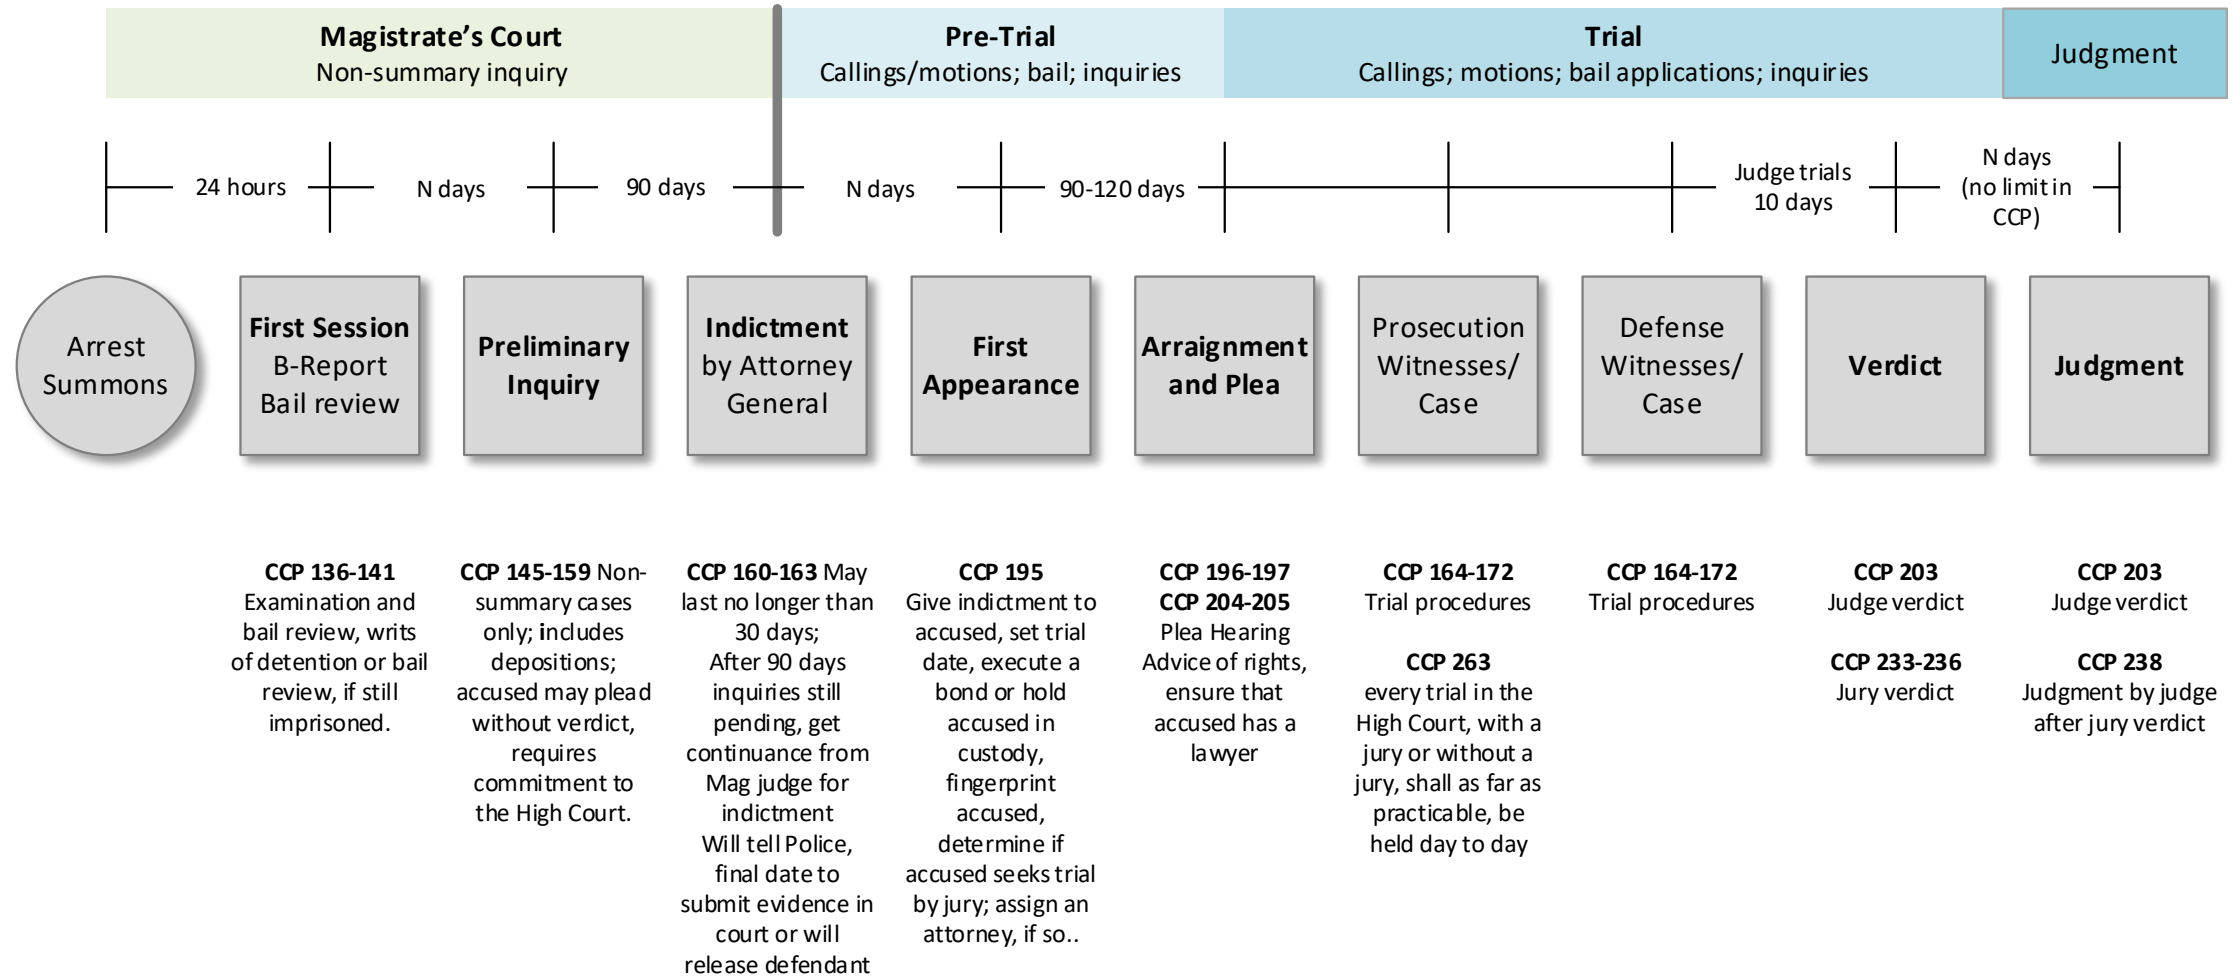 Magistrate's Court
Non-summary inquiry
Pre-Trial
Callings/motions; bail; inquiries
Trial
Callings; motions; bail applications; inquiries
Judgment
24 hours
N days
90 days
N days
90-120 days
Judge trials
10 days
N days
(no limit in
CCP)
Arrest
Summons
First Session
B-Report
Bail review
Preliminary
Inquiry
Indictment
by Attorney
General
First
Appearance
Arraignment
and Plea
Prosecution
Witnesses/
Case
Defense
Witnesses/
Case
Verdict
Judgment
CCP 136-141
Examination and
bail review, writs
of detention or bail
review, if still
imprisoned.
CCP 145-159 Non-
summary cases
only; includes
depositions;
accused may plead
without verdict,
requires
commitment to
the High Court.
CCP 160-163 May
last no longer than
30 days;
After 90 days
inquiries still
pending, get
continuance from
Mag judge for
indictment
Will tell Police,
final date to
submit evidence in
court or will
release defendant
CCP 195
Give indictment to
accused, set trial
date, execute a
bond or hold
accused in
custody,
fingerprint
accused,
determine if
accused seeks trial
by jury; assign an
attorney, if so..
CCP 196-197
CCP 204-205
Plea Hearing
Advice of rights,
ensure that
accused has a
lawyer
CCP 164-172
Trial procedures
CCP 263
every trial in the
High Court, with a
jury or without a
jury, shall as far as
practicable, be
held day to day
CCP 164-172
Trial procedures
CCP 203
Judge verdict
CCP 233-236
Jury verdict
CCP 203
Judge verdict
CCP 238
Judgment by judge
after jury verdict